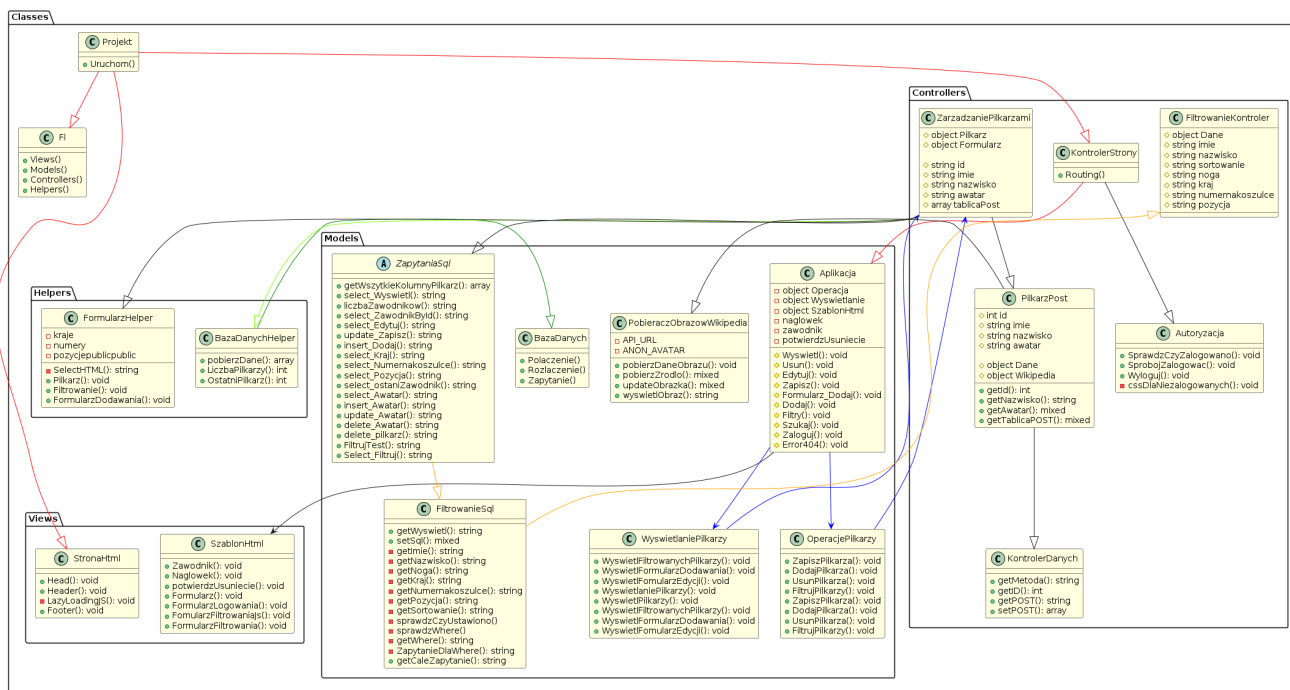 Classes
C Projekt
Uruchom()
C Fl
Views()
Models()
Controllers()
Helpers()
Controllers
C ZarzadzaniePilkarzami
object Pilkarz
object Formularz
string id
string imie
string nazwisko
string awatar
array tablicaPost
C KontrolerStrony
Routing()
C FiltrowanieKontroler
object Dane
string imie
string nazwisko
string sortowanie
string noga
string kraj
string numernakoszulce
string pozycja
C PilkarzPost
int id
string imie
string nazwisko
string awatar
object Dane
object Wikipedia
getId(): int
getNazwisko(): string
getAwatar(): mixed
getTablicaPOST(): mixed
C Autoryzacja
SprawdzCzyZalogowano(): void
SprobojZalogowac(): void
Wyloguj(): void
cssDlaNiezalogowanych(): void
C KontrolerDanych
getMetoda(): string
getID(): int
getPOST(): string
setPOST(): array
Helpers
C FormularzHelper
kraje
numery
pozycjepublicpublic
SelectHTML(): string
Pilkarz(): void
Filtrowanie(): void
FormularzDodawania(): void
C BazaDanychHelper
pobierzDane(): array
LiczbaPilkarzy(): int
OstatniPilkarz(): int
Models
A ZapytaniaSql
getWszytkieKolumnyPilkarz(): array
select_Wyswietl(): string
liczbaZawodnikow(): string
select_ZawodnikById(): string
select_Edytuj(): string
update_Zapisz(): string
insert_Dodaj(): string
select_Kraj(): string
select_Numernakoszulce(): string
select_Pozycja(): string
select_ostaniZawodnik(): string
select_Awatar(): string
insert_Awatar(): string
update_Awatar(): string
delete_Awatar(): string
delete_pilkarz(): string
FiltrujTest(): string
Select_Filtruj(): string
C BazaDanych
Polaczenie()
Rozlaczenie()
Zapytanie()
C PobieraczObrazowWikipedia
API_URL
ANON_AVATAR
pobierzDaneObrazu(): void
pobierzZrodlo(): mixed
updateObrazka(): mixed
wyswietlObraz(): string
C Aplikacja
object Operacja
object Wyswietlanie
object SzablonHtml
naglowek
zawodnik
potwierdzUsuniecie
Wyswietl(): void
Usun(): void
Edytuj(): void
Zapisz(): void
Formularz_Dodaj(): void
Dodaj(): void
Filtry(): void
Szukaj(): void
Zaloguj(): void
Error404(): void
C FiltrowanieSql
getWyswietl(): string
setSql(): mixed
getImie(): string
getNazwisko(): string
getNoga(): string
getKraj(): string
getNumernakoszulce(): string
getPozycja(): string
getSortowanie(): string
sprawdzCzyUstawiono()
sprawdzWhere()
getWhere(): string
ZapytanieDlaWhere(): string
getCaleZapytanie(): string
C WyswietlaniePilkarzy
WyswietlFiltrowanychPilkarzy(): void
WyswietlFormularzDodawania(): void
WyswietlFomularzEdycji(): void
WyswietlaniePilkarzy(): void
WyswietlPilkarzy(): void
WyswietlFiltrowanychPilkarzy(): void
WyswietlFormularzDodawania(): void
WyswietlFomularzEdycji(): void
C OperacjePilkarzy
ZapiszPilkarza(): void
DodajPilkarza(): void
UsunPilkarza(): void
FiltrujPilkarzy(): void
ZapiszPilkarza(): void
DodajPilkarza(): void
UsunPilkarza(): void
FiltrujPilkarzy(): void
Views
C StronaHtml
Head(): void
Header(): void
LazyLoadingJS(): void
Footer(): void
C SzablonHtml
Zawodnik(): void
Naglowek(): void
potwierdzUsuniecie(): void
Formularz(): void
FormularzLogowania(): void
FomularzFiltrowaniaJs(): void
FormularzFiltrowania(): void